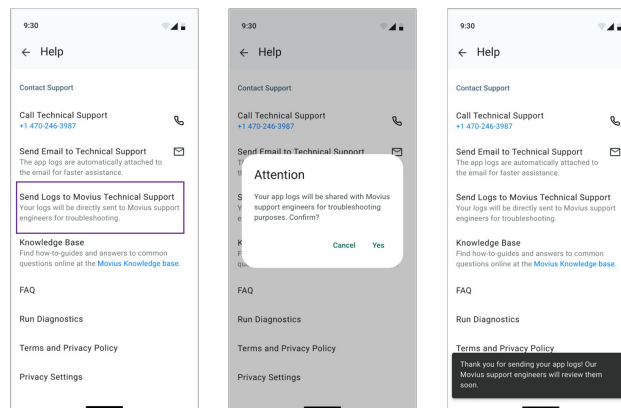 9:30
← Help
Contact Support
Call Technical Support
+1 470-246-3987
Send Email to Technical Support
The app logs are automatically attached to
the email for faster assistance.
Send Logs to Movius Technical Support
Your logs will be directly sent to Movius support
engineers for troubleshooting.
Knowledge Base
Find how-to-guides and answers to common
questions online at the Movius Knowledge base.
FAQ
Run Diagnostics
Terms and Privacy Policy
Privacy Settings
9:30
← Help
Contact Support
Call Technical Support
+1 470-246-3987
Send Email to Technical Support
Attention
Your app logs will be shared with Movius
support engineers for troubleshooting
purposes. Confirm?
Cancel Yes
FAQ
Run Diagnostics
Terms and Privacy Policy
Privacy Settings
9:30
← Help
Contact Support
Call Technical Support
+1 470-246-3987
Send Email to Technical Support
The app logs are automatically attached to
the email for faster assistance.
Send Logs to Movius Technical Support
Your logs will be directly sent to Movius support
engineers for troubleshooting.
Knowledge Base
Find how-to-guides and answers to common
questions online at the Movius Knowledge base.
FAQ
Run Diagnostics
Terms and Privacy Policy
Thank you for sending your app logs! Our
Movius support engineers will review them
soon.